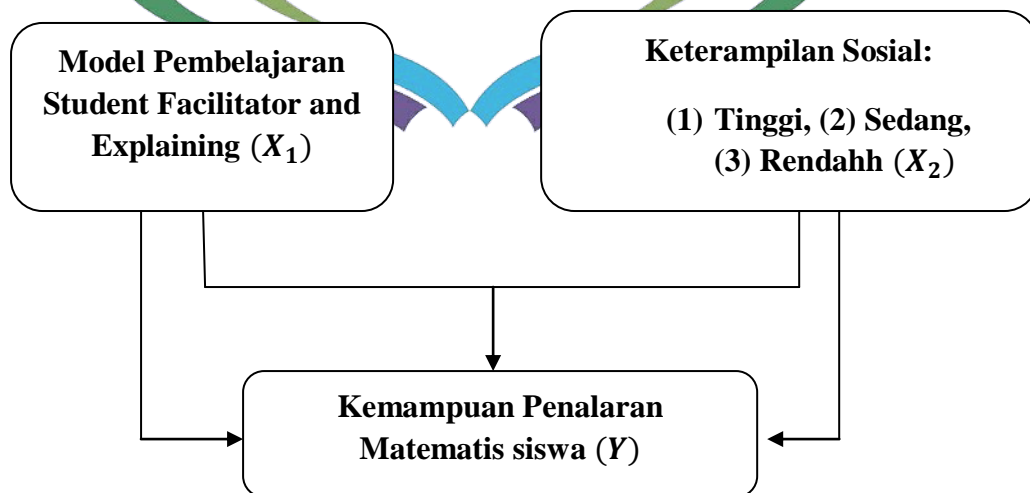 Model Pembelajaran
Student Facilitator and
Explaining (X₁)
Keterampilan Sosial:
(1) Tinggi, (2) Sedang,
(3) Rendahh (X₂)
Kemampuan Penalaran
Matematis siswa (Y)